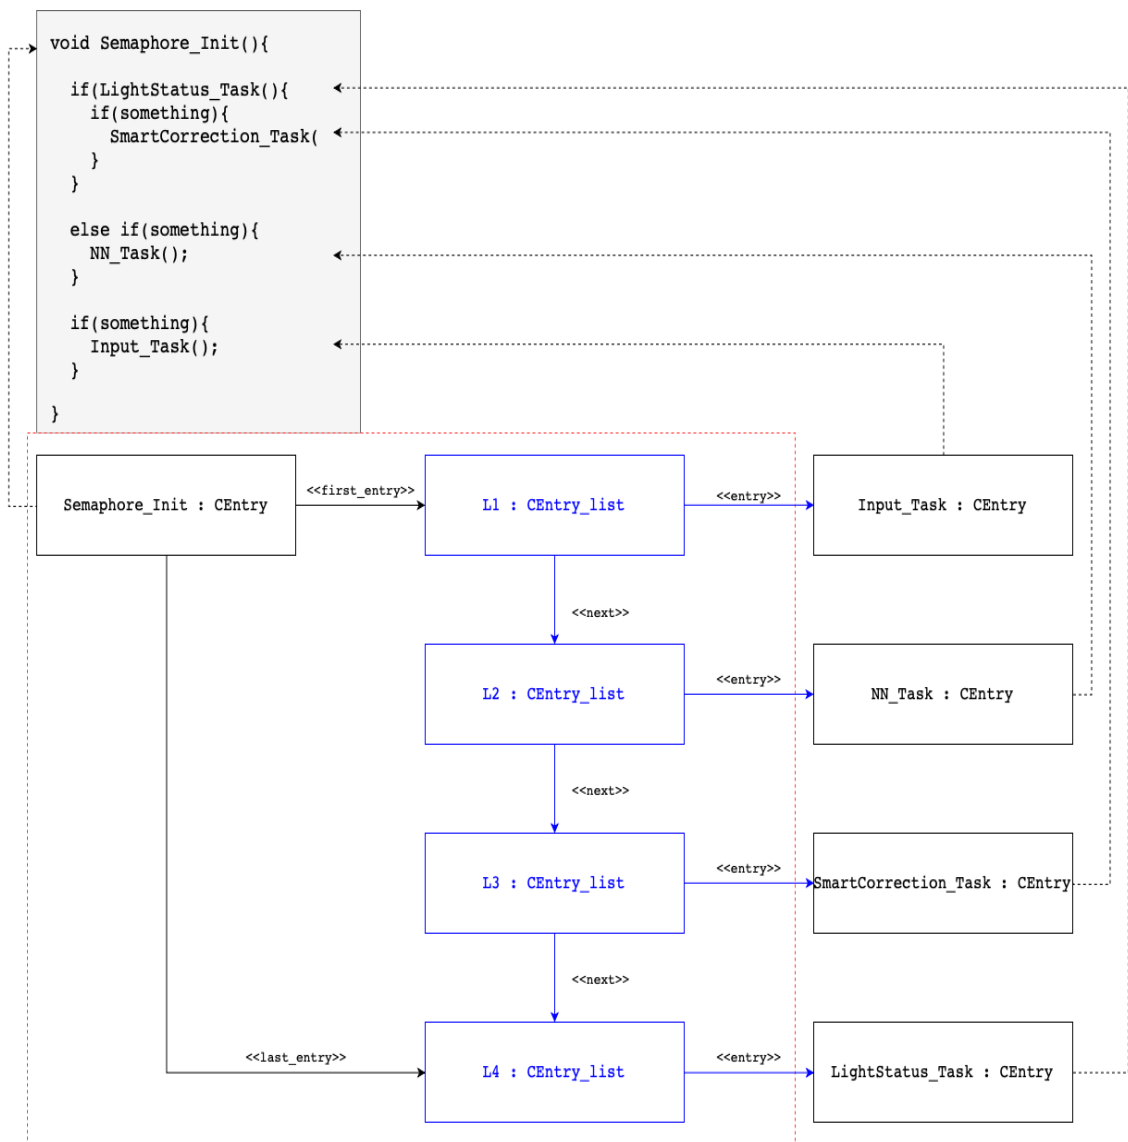 void Semaphore_Init(){
if(LightStatus_Task(){
if(something){
SmartCorrection_Task(
}
}
else if(something){
NN_Task();
}
if(something){
Input_Task();
}
}
Semaphore_Init : CEntry
<<first_entry>>
L1 : CEntry_list
<<entry>>
Input_Task : CEntry
<<next>>
L2 : CEntry_list
<<entry>>
NN_Task : CEntry
<<next>>
L3 : CEntry_list
<<entry>>
SmartCorrection_Task : CEntry
<<next>>
<<last_entry>>
L4 : CEntry_list
<<entry>>
LightStatus_Task : CEntry